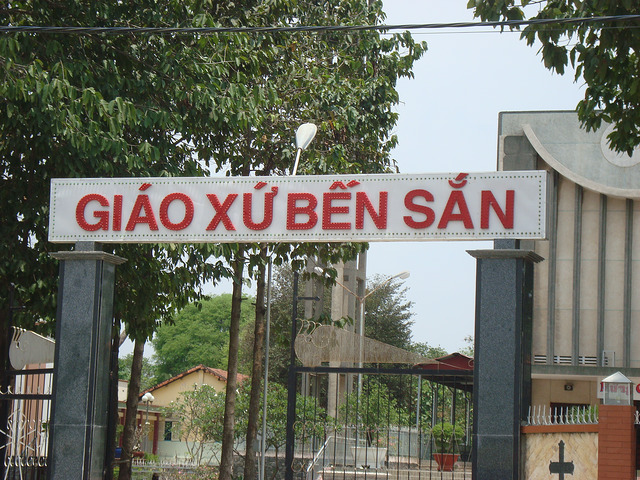 GIÁO XỨ BẾN SẮN